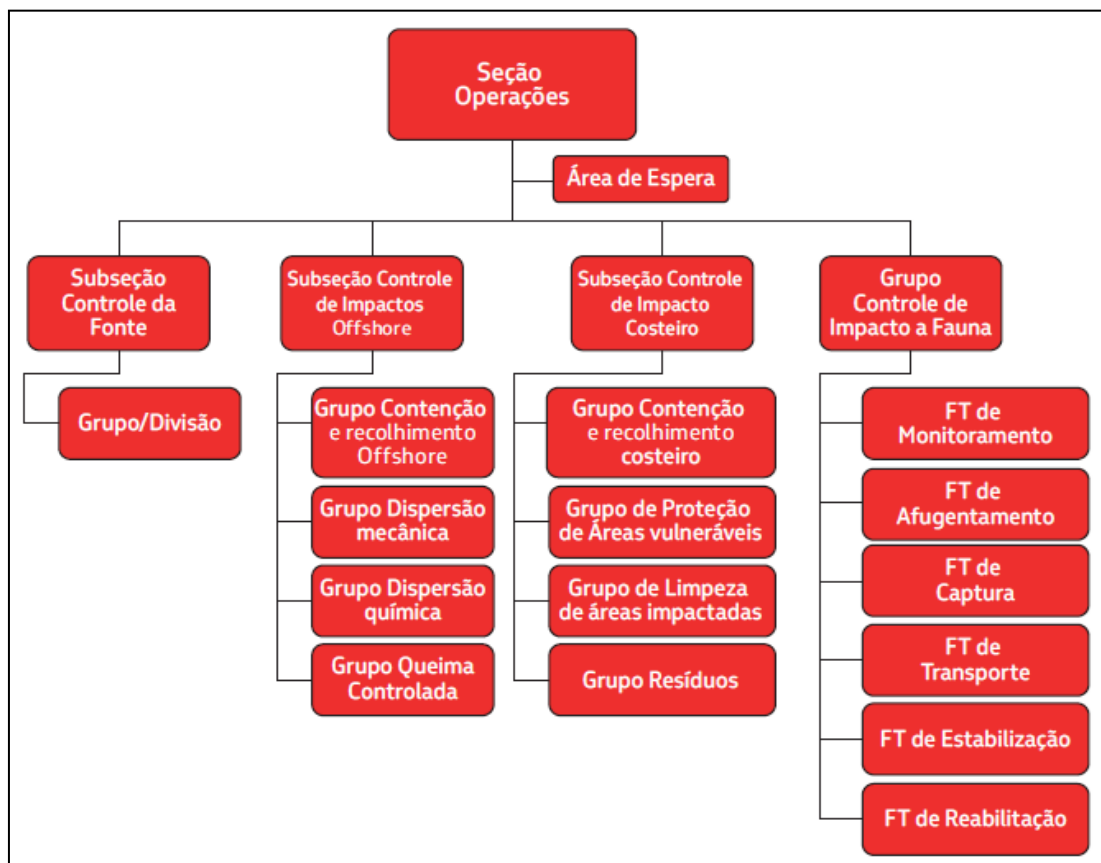 Seção
Operações
Área de Espera
Subseção
Controle da
Fonte
Grupo/Divisão
Subseção Controle
de Impactos
Offshore
Grupo Contenção
e recolhimento
Offshore
Grupo Dispersão
mecânica
Grupo Dispersão
química
Grupo Queima
Controlada
Subseção Controle
de Impacto
Costeiro
Grupo Contenção
e recolhimento
costeiro
Grupo de Proteção
de Áreas vulneráveis
Grupo de Limpeza
de áreas impactadas
Grupo Resíduos
Grupo
Controle de
Impacto a Fauna
FT de
Monitoramento
FT de
Afugentamento
FT de
Captura
FT de
Transporte
FT de Estabilização
FT de Reabilitação